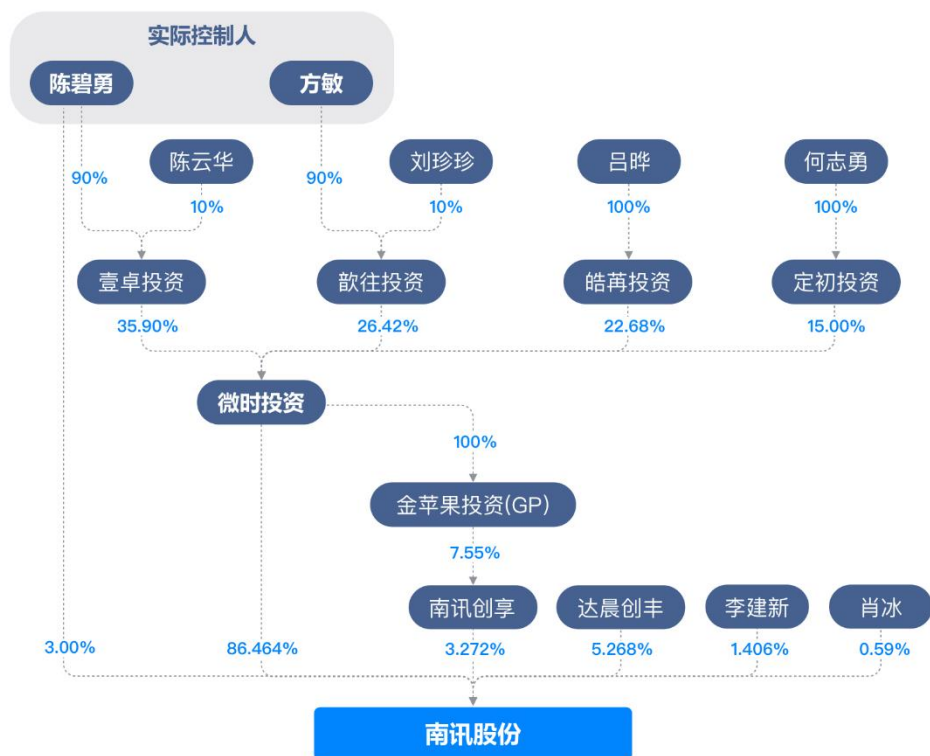 实际控制人
陈碧勇 方敏
陈云华 刘珍珍 吕晔 何志勇
90% 90%
10% 10% 100% 100%
壹卓投资 歆往投资 皓苒投资 定初投资
35.90% 26.42% 22.68% 15.00%
微时投资
100%
金苹果投资(GP)
7.55%
南讯创享 达晨创丰 李建新 肖冰
3.00% 86.464% 3.272% 5.268% 1.406% 0.59%
南讯股份